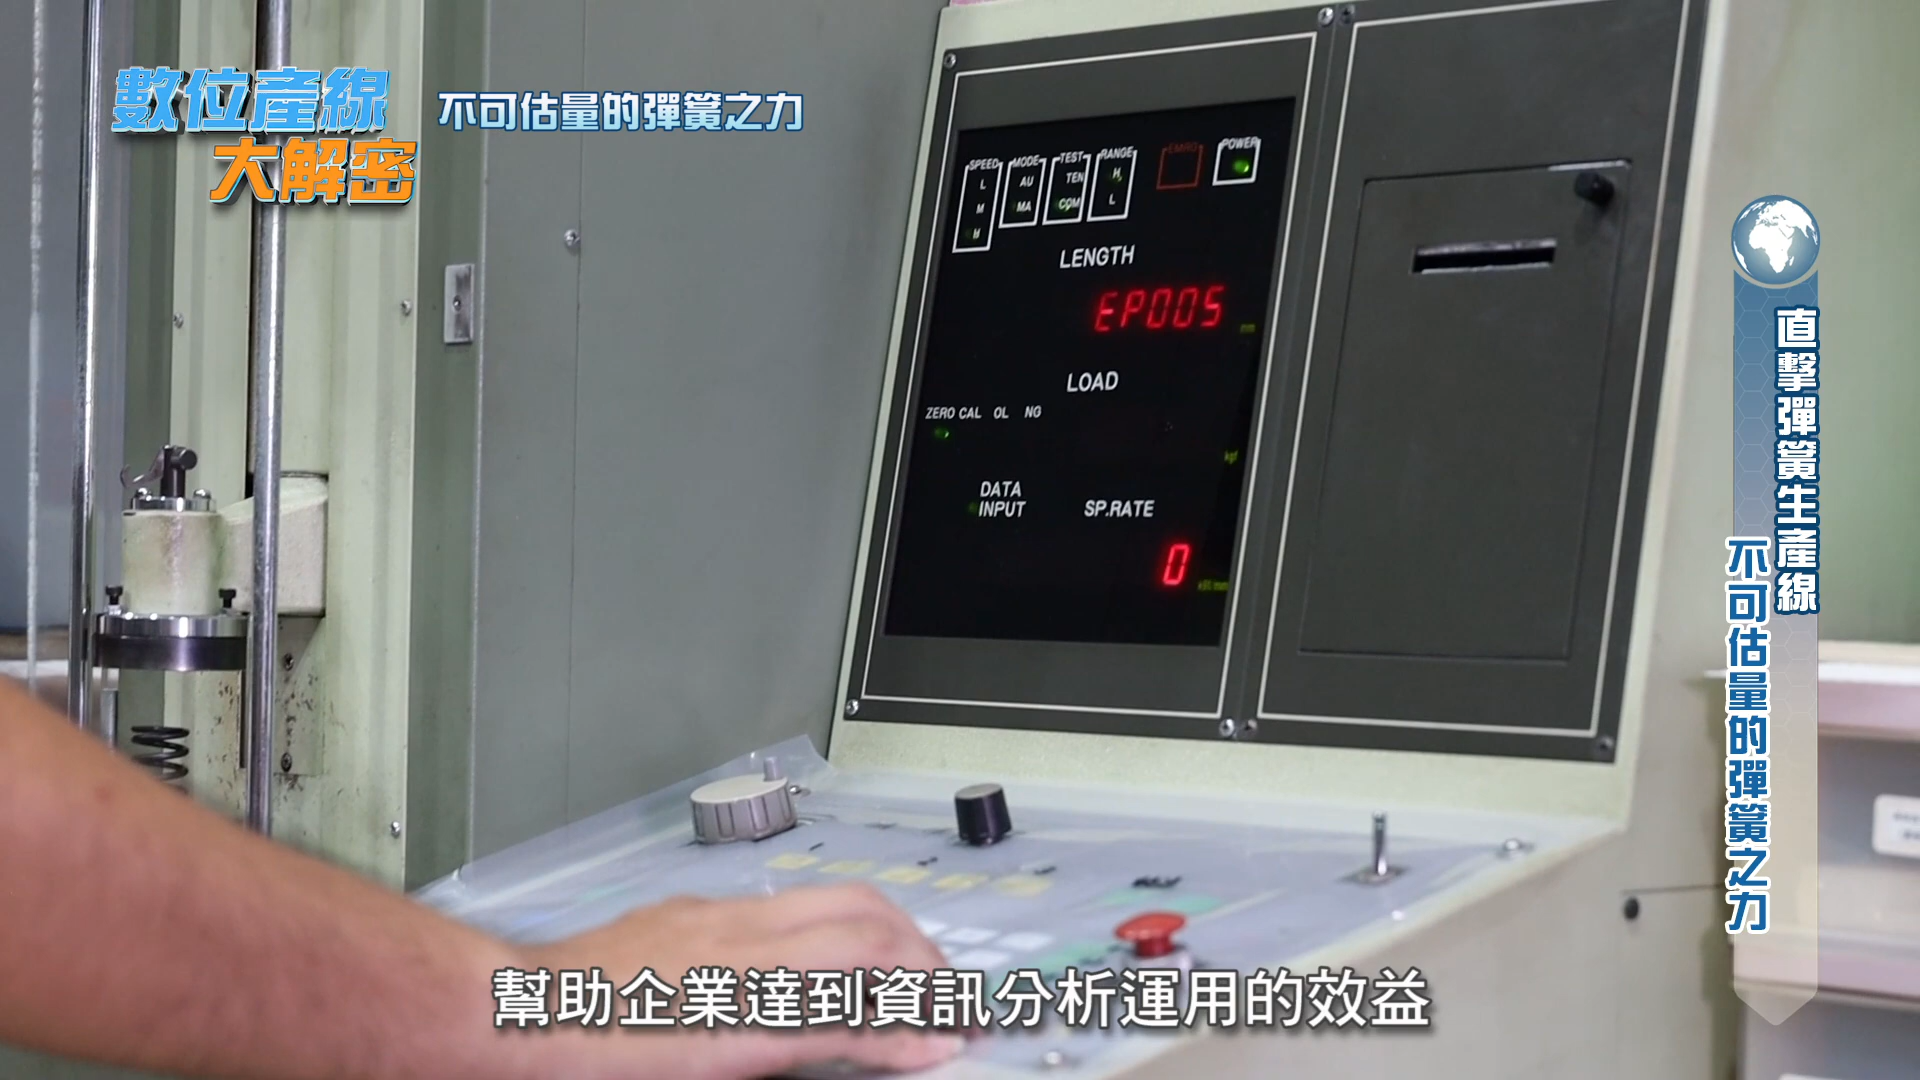 數位產線
大解密
不可估量的彈簧之力
SPEED MODE TEST RANGE EMRG POWER
L AU TEN H
M MA COM L
H
LENGTH
EP005
mm
LOAD
ZERO CAL OL NG
kgf
DATA
INPUT
SP.RATE
0
直擊彈簧生產線
不可估量的彈簧之力
幫助企業達到資訊分析運用的效益